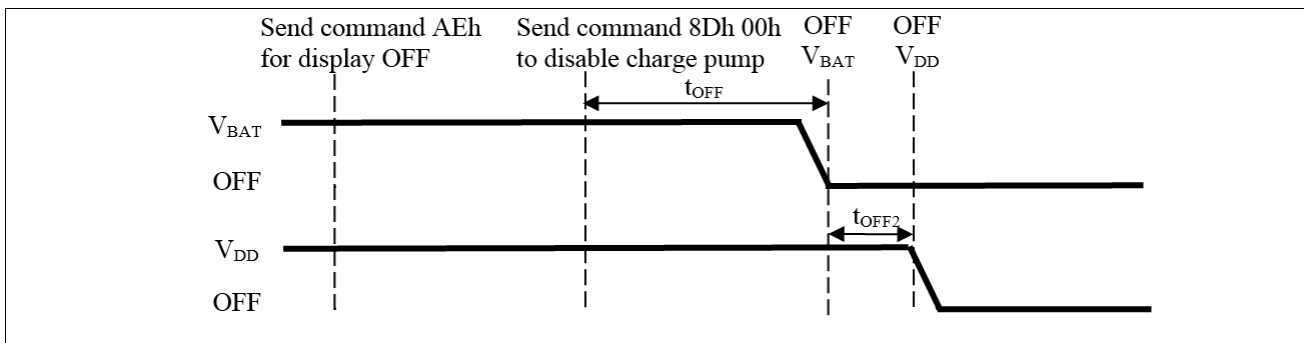 Send command AEh
for display OFF
Send command 8Dh 00h
to disable charge pump
OFF
VBAT
OFF
VDD
tOFF
VBAT
OFF
tOFF2
VDD
OFF